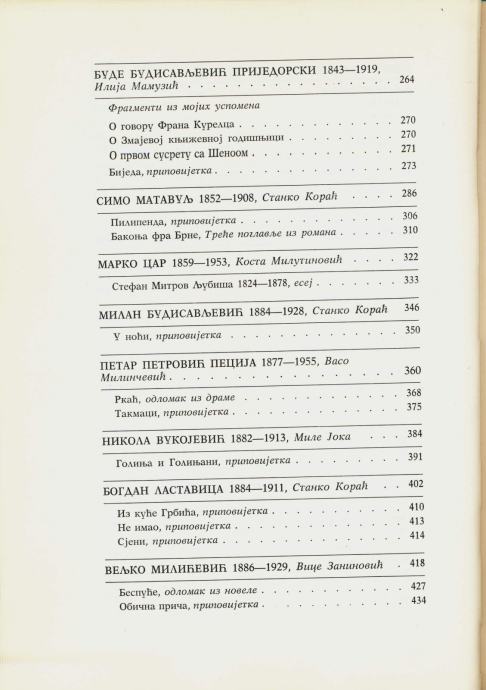 БУДЕ БУДИСАВЉЕВИЋ ПРИЈЕДОРСКИ 1843—1919,
Илија Мамузић . . . . . . . . . . . . . . . . 264
Фрагменти из мојих успомена
О говору Франа Курелца . . . . . . . . . . . . 270
О Змајевој књижевној годишњици . . . . . . . . 270
О првом сусрету са Шеноом . . . . . . . . . . . 271
Биједа, приповијетка . . . . . . . . . . . . . 273
СИМО МАТАВУЉ 1852—1908, Станко Кораћ . . . . 286
Пилипенда, приповијетка . . . . . . . . . . . . 306
Бакоња фра Брне, Треће поглавље из романа . . . . . 310
МАРКО ЦАР 1859—1953, Коста Милутиновић . . . . 322
Стефан Митров Љубиша 1824—1878, есеј . . . . . . . 333
МИЛАН БУДИСАВЉЕВИЋ 1884—1928, Станко Кораћ 346
У ноћи, приповијетка . . . . . . . . . . . . . 350
ПЕТАР ПЕТРОВИЋ ПЕЦИЈА 1877—1955, Васо
Милинчевић . . . . . . . . . . . . . . . . . 360
Ркаћ, одломак из драме . . . . . . . . . . . . 368
Такмаци, приповијетка . . . . . . . . . . . . . 375
НИКОЛА ВУКОЈЕВИЋ 1882—1913, Миле Јока . . . 384
Голиња и Голињани, приповијетка . . . . . . . . 391
БОГДАН ЛАСТАВИЦА 1884—1911, Станко Кораћ . . 402
Из куће Грбића, приповијетка . . . . . . . . . 410
Не имао, приповијетка . . . . . . . . . . . . . 413
Сјени, приповијетка . . . . . . . . . . . . . . 414
ВЕЉКО МИЛИЋЕВИЋ 1886—1929, Вице Заниновић . 418
Беспуће, одломак из новеле . . . . . . . . . . 427
Обична прича, приповијетка . . . . . . . . . . . 434